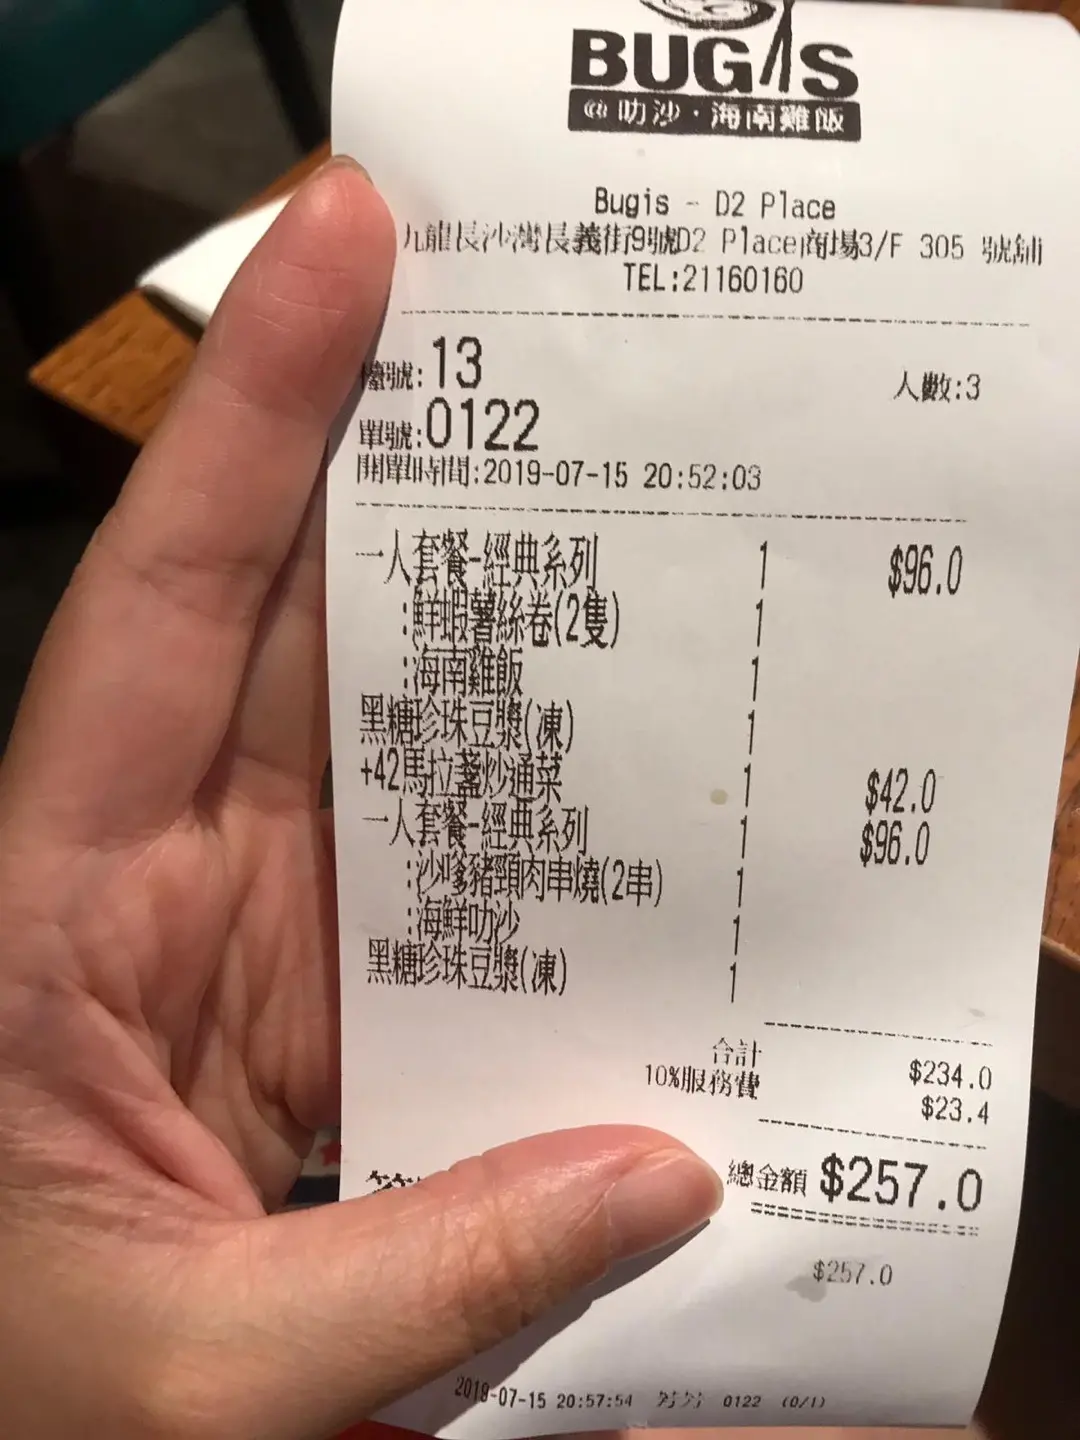 BUGIS
@叻沙·海南雞飯
Bugis - D2 Place
九龍長沙灣長義街9號D2 Place商場3/F 305 號舖
TEL:21160160
檯號:13 人數:3
單號:0122
開單時間:2019-07-15 20:52:03
一人套餐-經典系列 1 $96.0
:鮮蝦薯絲卷(2隻) 1
:海南雞飯 1
黑糖珍珠豆漿(凍) 1
+42馬拉盞炒通菜 1 $42.0
一人套餐-經典系列 1 $96.0
:沙嗲豬頸肉串燒(2串) 1
:海鮮叻沙 1
黑糖珍珠豆漿(凍) 1
合計 $234.0
10%服務費 $23.4
總金額 $257.0
$257.0
2019-07-15 20:57:54 芳芳 0122 (0/1)